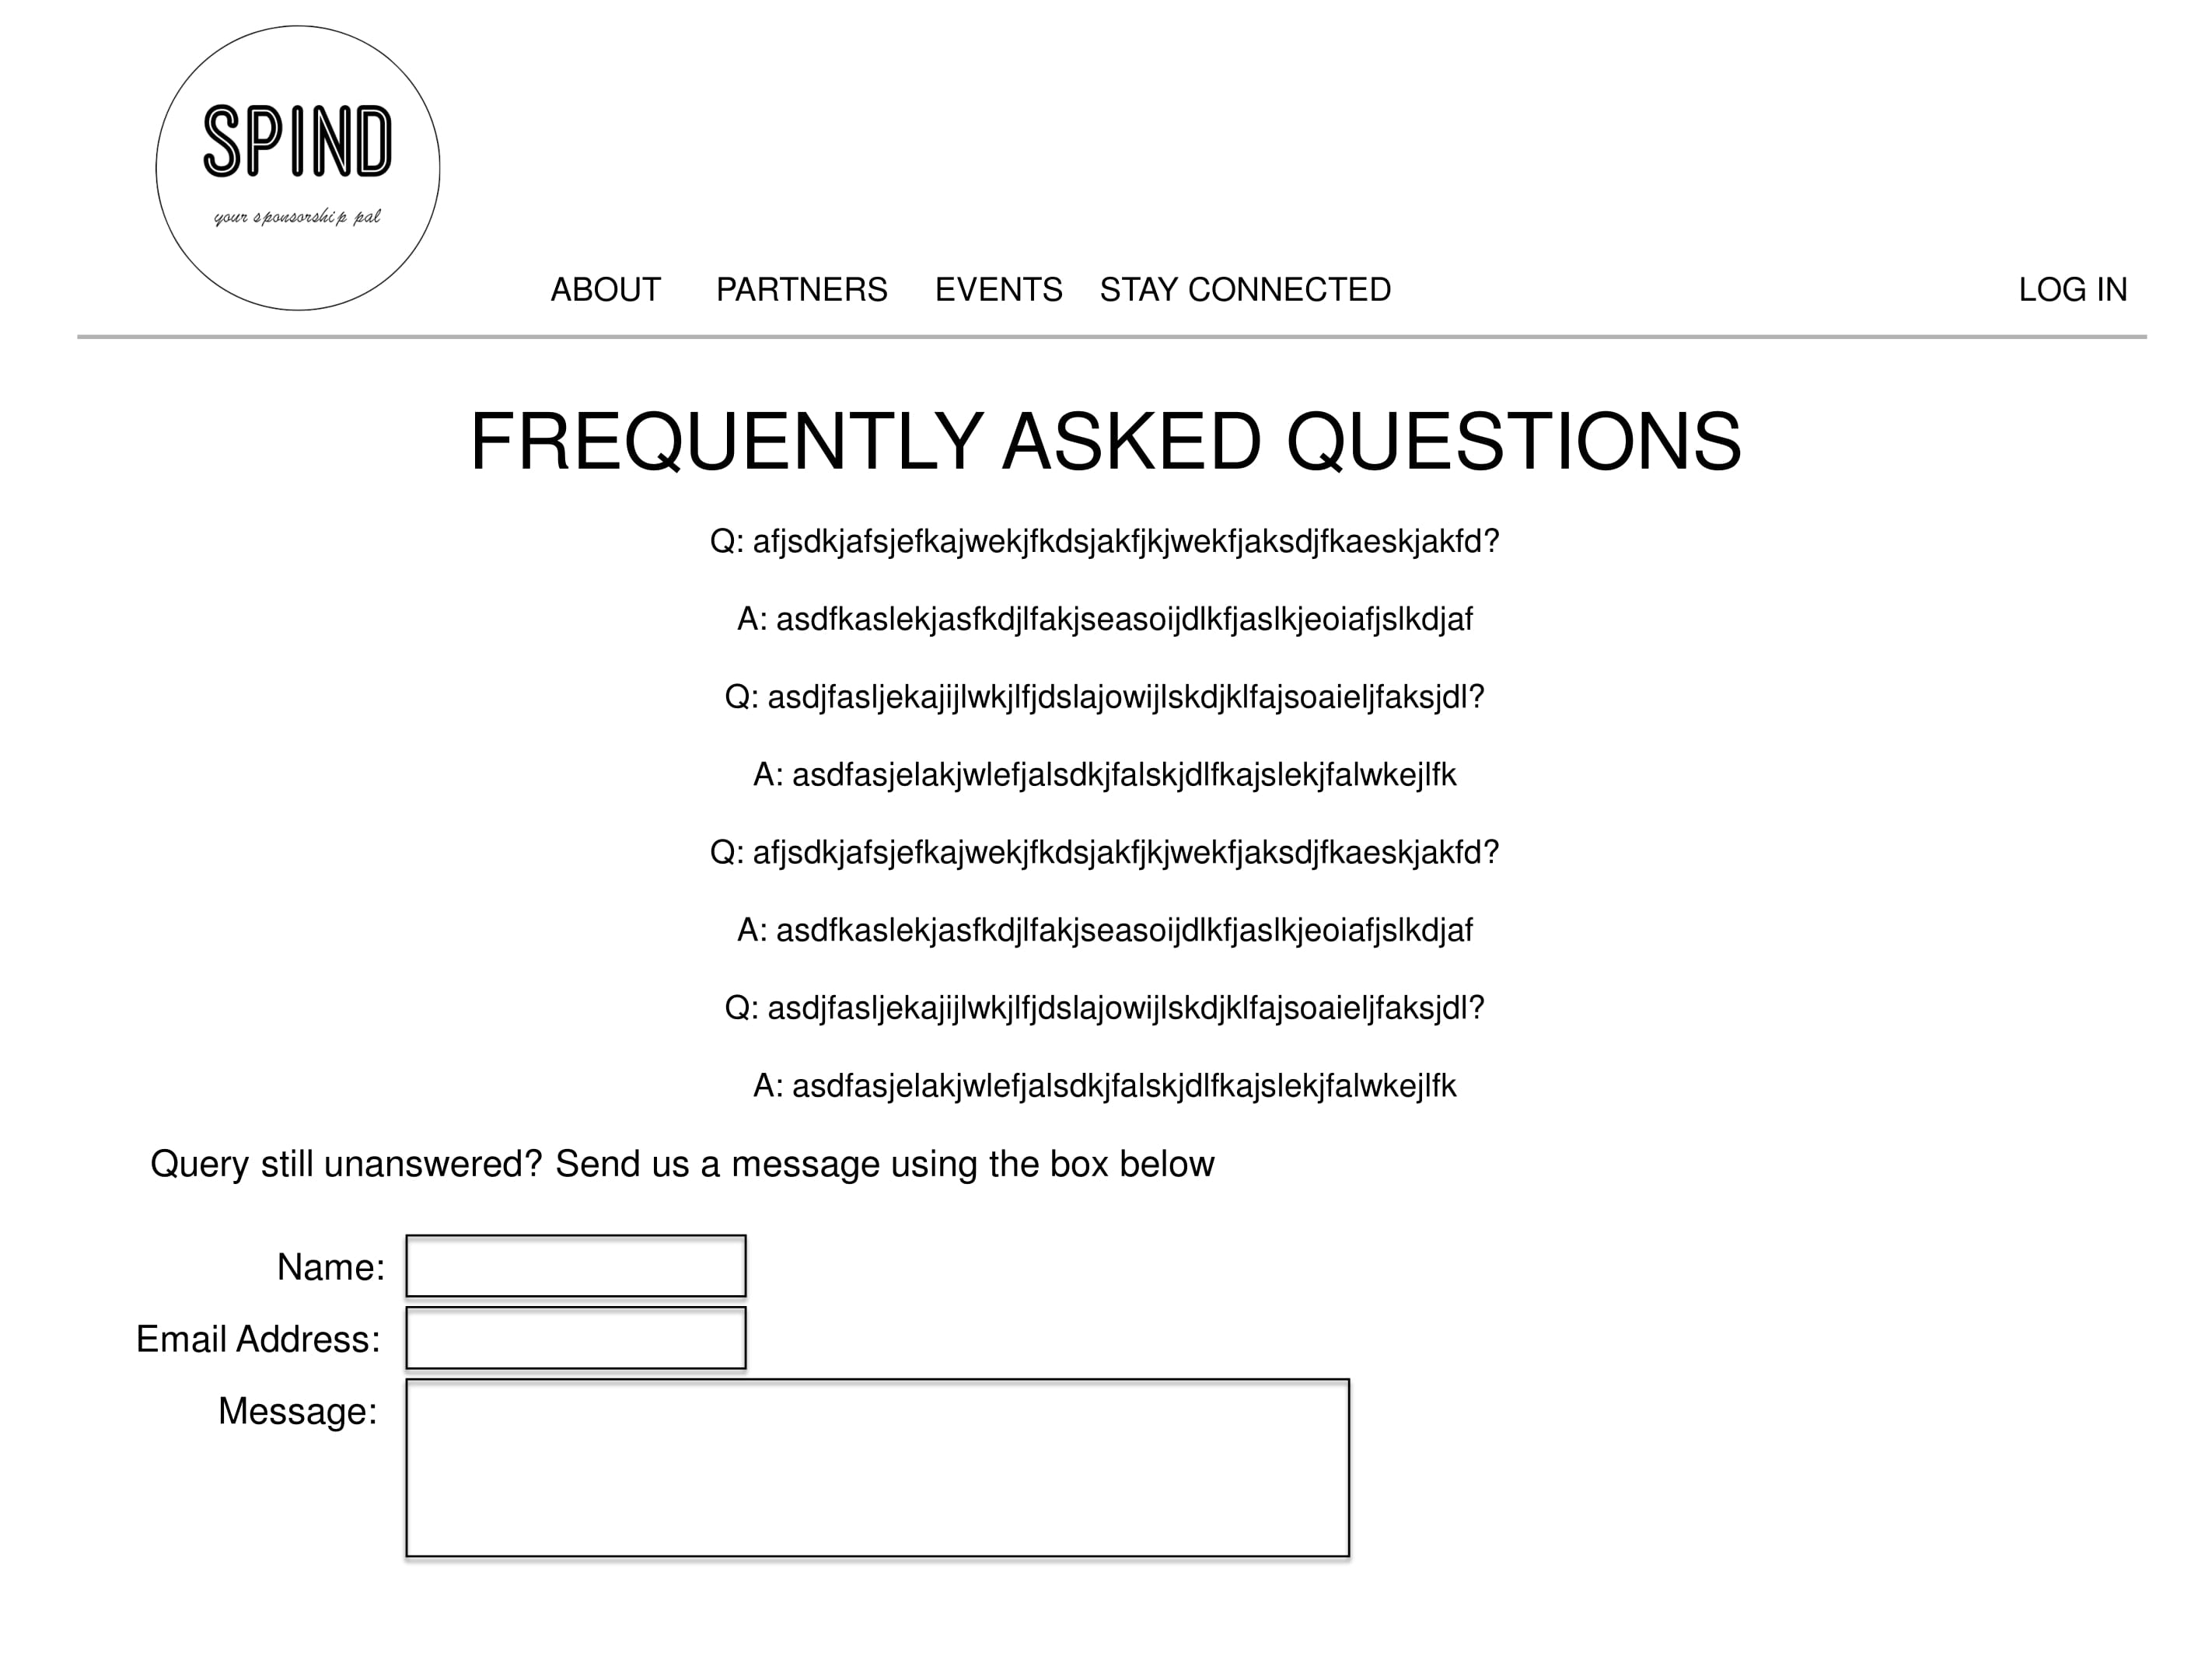 SPIND
your sponsorship pal
ABOUT PARTNERS EVENTS STAY CONNECTED LOG IN
FREQUENTLY ASKED QUESTIONS
Q: afjsdkjafsjefkajwekjfkdsjakfjkjwekfjaksdjfkaeskjakfd?
A: asdfkaslekjasfkdjlfakjseasoijdlkfjaslkjeoiafjslkdjaf
Q: asdjfasljekajijlwkjlfjdslajowijlskdjklfajsoaieljfaksjdl?
A: asdfasjelakjwlefjalsdkjfalskjdlfkajslekjfalwkejlfk
Q: afjsdkjafsjefkajwekjfkdsjakfjkjwekfjaksdjfkaeskjakfd?
A: asdfkaslekjasfkdjlfakjseasoijdlkfjaslkjeoiafjslkdjaf
Q: asdjfasljekajijlwkjlfjdslajowijlskdjklfajsoaieljfaksjdl?
A: asdfasjelakjwlefjalsdkjfalskjdlfkajslekjfalwkejlfk
Query still unanswered? Send us a message using the box below
Name:
Email Address:
Message: